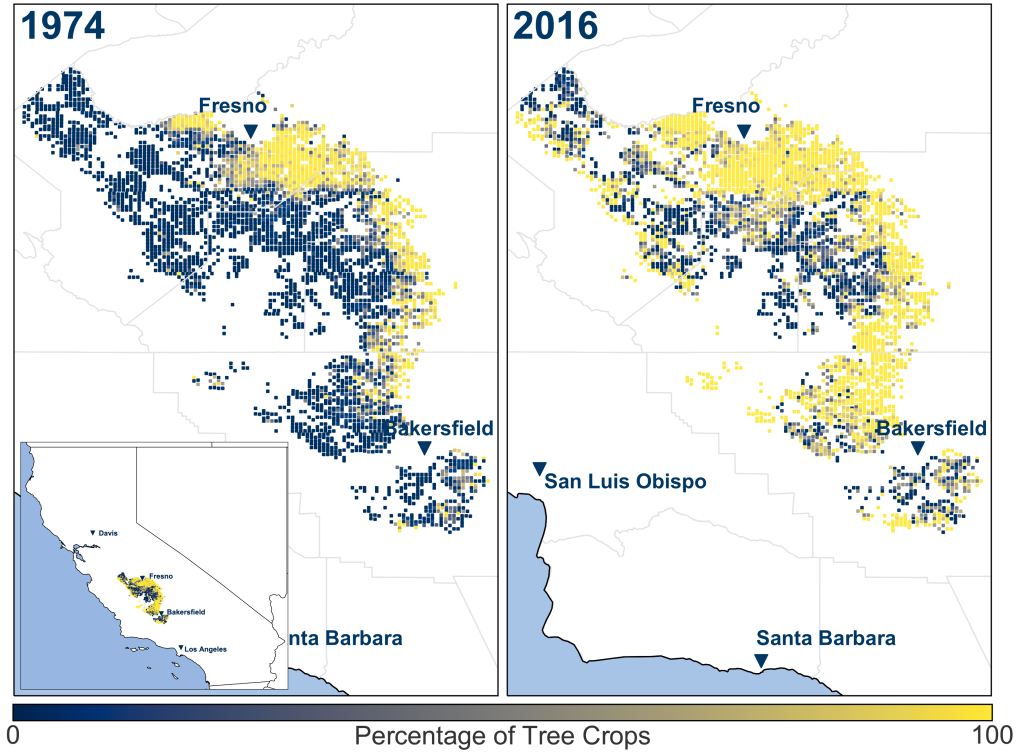 1974
2016
Fresno
Fresno
Bakersfield
Bakersfield
San Luis Obispo
Davis
Fresno
Bakersfield
Los Angeles
nta Barbara
Santa Barbara
0
Percentage of Tree Crops
100